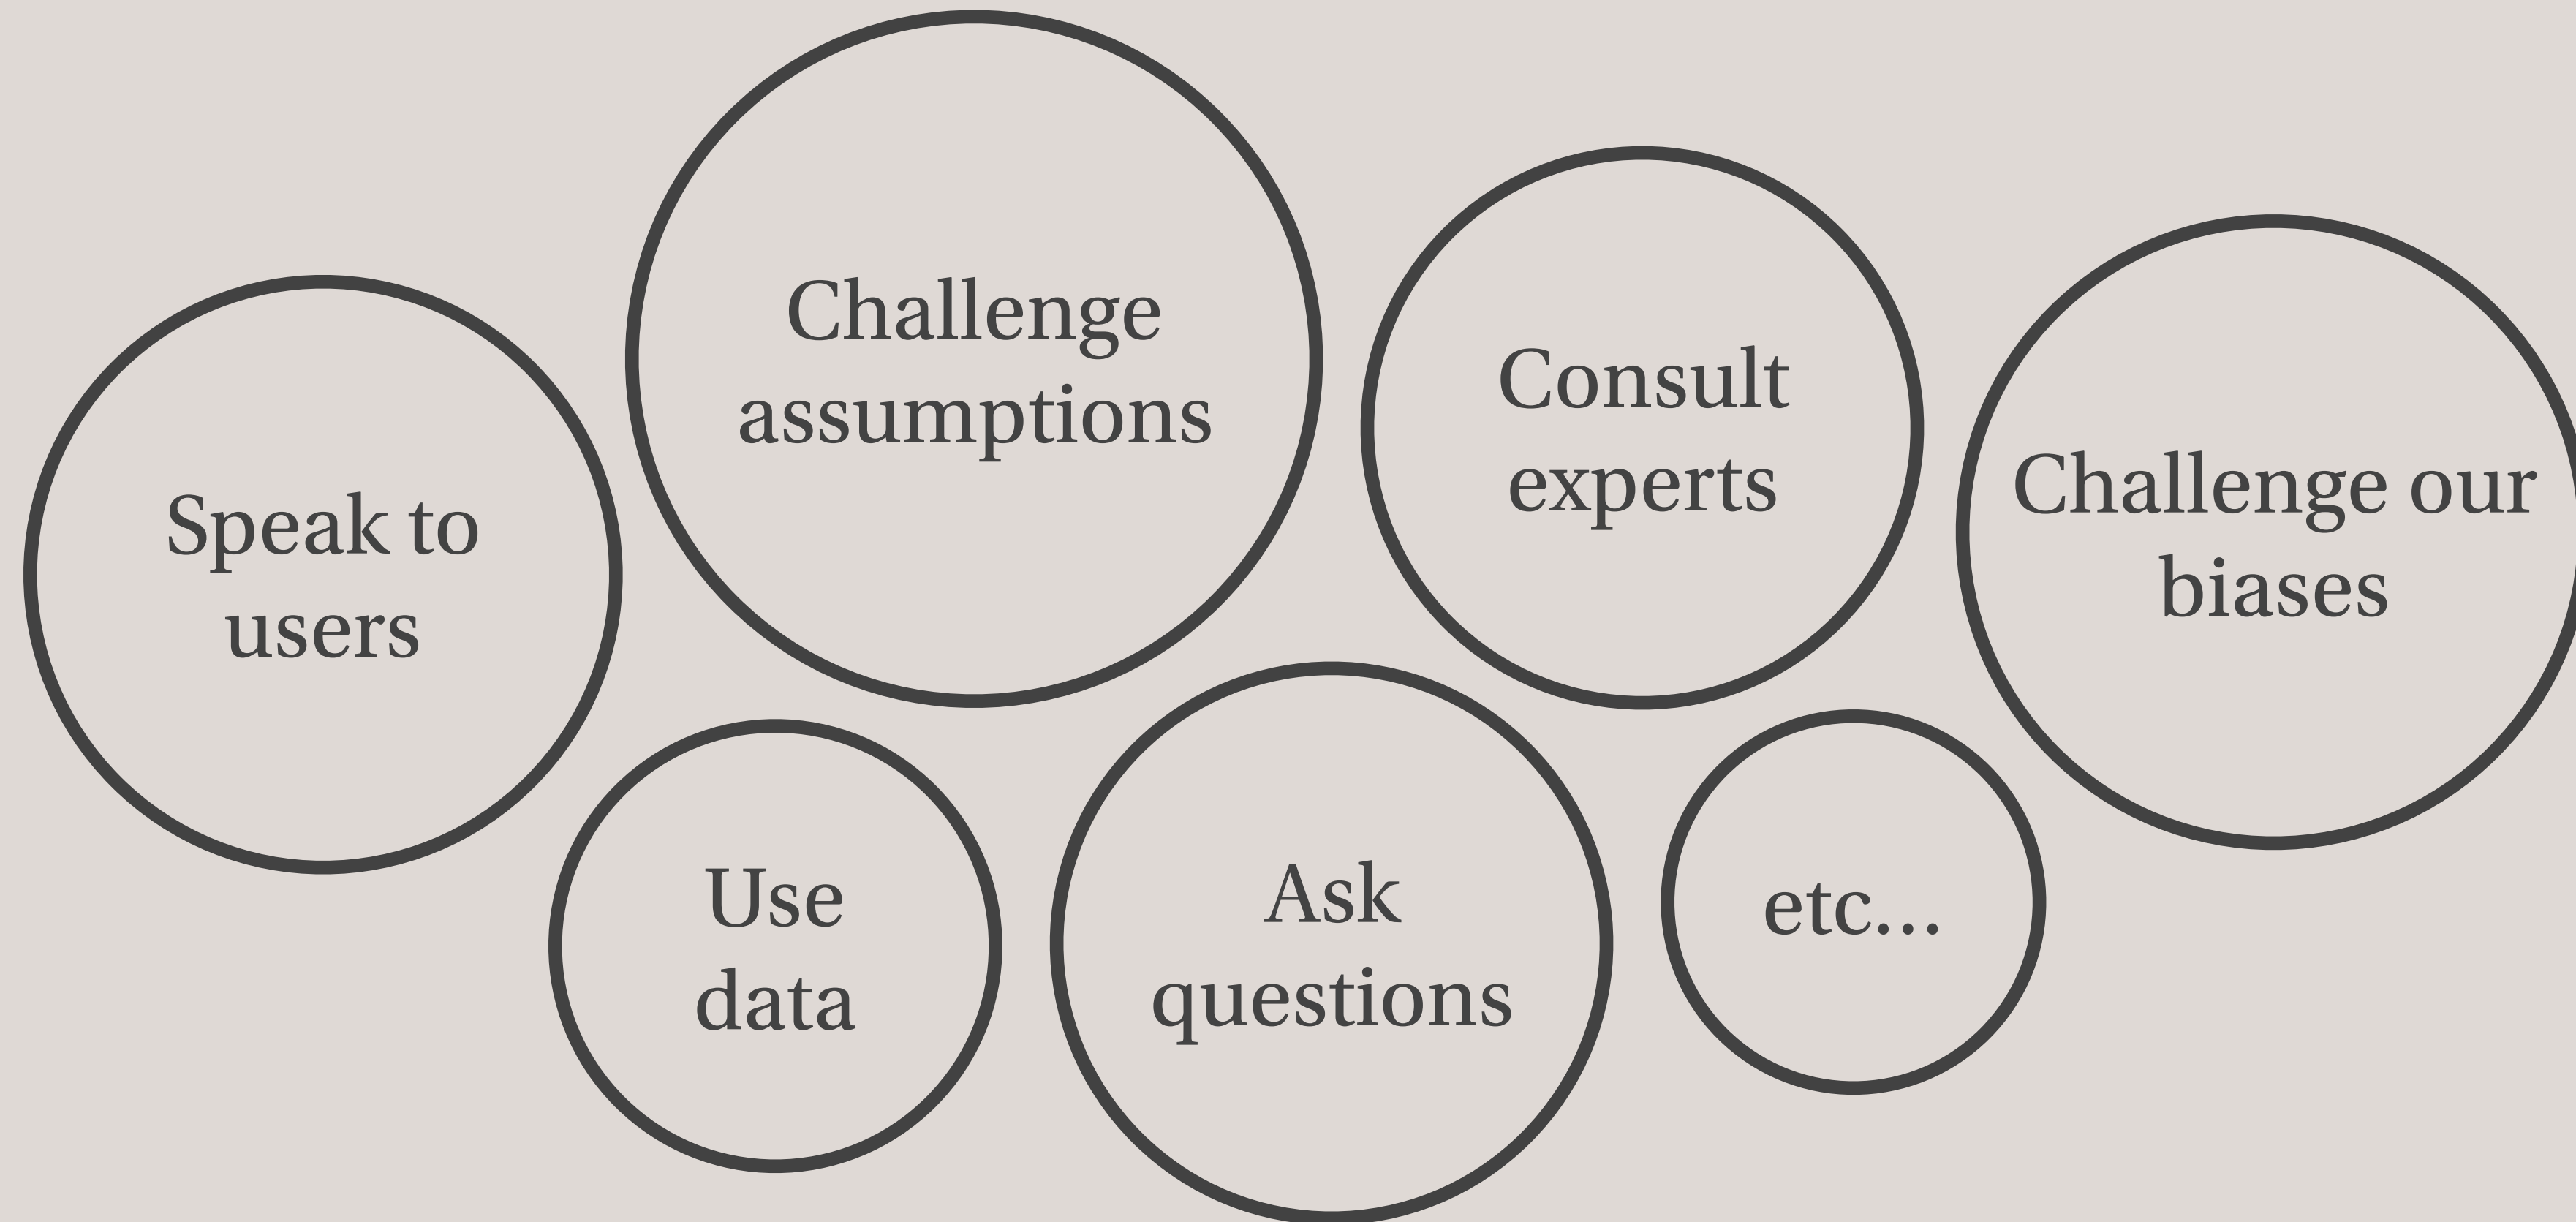 Speak to
users
Challenge
assumptions
Consult
experts
Challenge our
biases
Use
data
Ask
questions
etc...